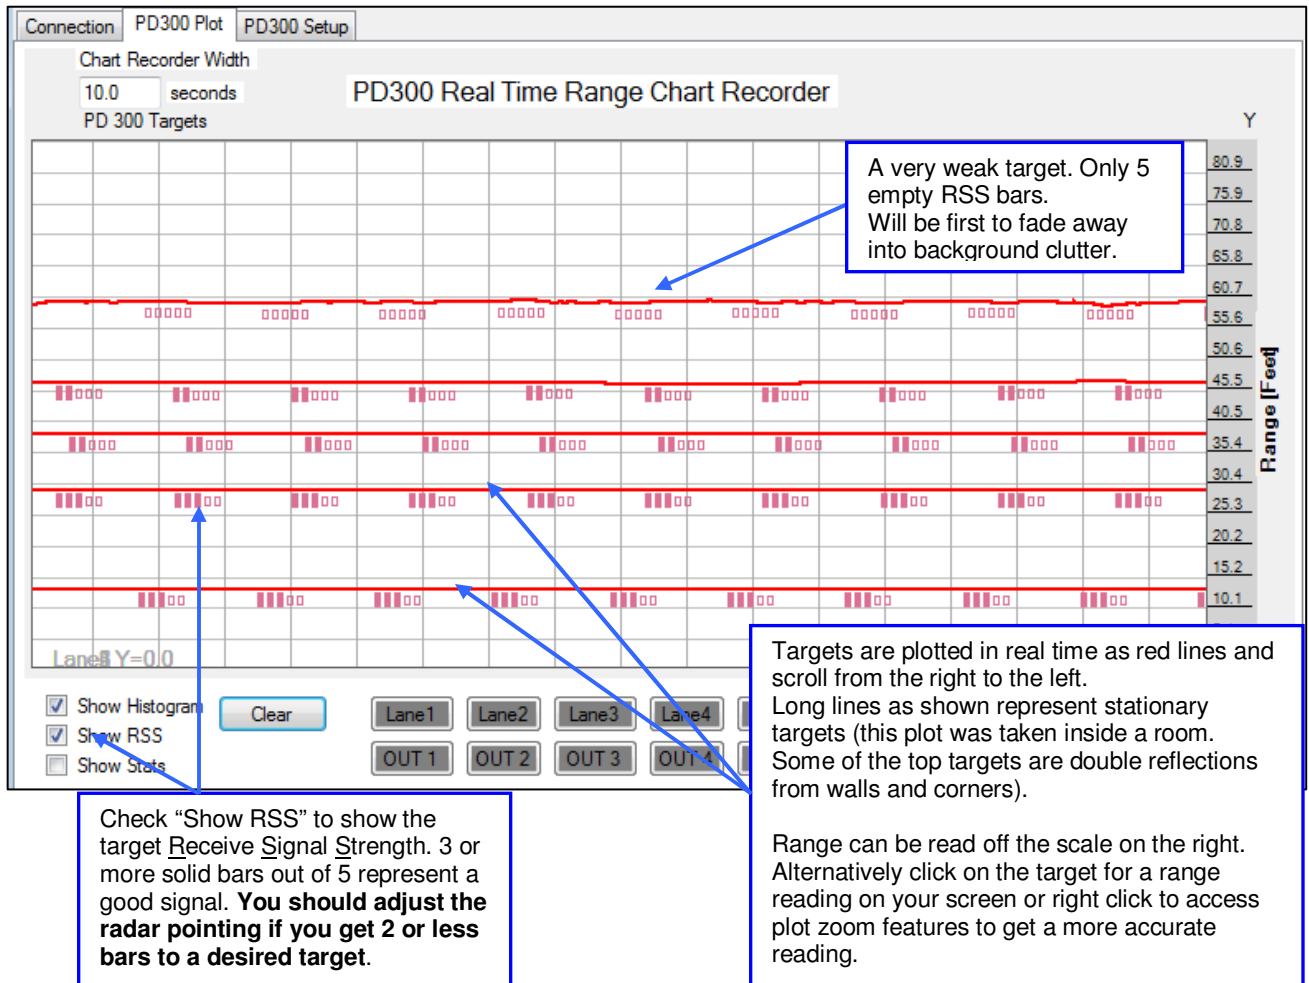 Connection PD300 Plot PD300 Setup
Chart Recorder Width
10.0 seconds
PD300 Real Time Range Chart Recorder
PD 300 Targets
Y
80.9
75.9
70.8
65.8
60.7
55.6
50.6
45.5
40.5
35.4
30.4
25.3
20.2
15.2
10.1
Range [Feet]
A very weak target. Only 5
empty RSS bars.
Will be first to fade away
into background clutter.
Y=0.0
Show Histogram
Show RSS
Show Stats
Clear
Lane1 Lane2 Lane3 Lane4
OUT 1 OUT 2 OUT 3 OUT 4
Targets are plotted in real time as red lines and
scroll from the right to the left.
Long lines as shown represent stationary
targets (this plot was taken inside a room.
Some of the top targets are double reflections
from walls and corners).
Range can be read off the scale on the right.
Alternatively click on the target for a range
reading on your screen or right click to access
plot zoom features to get a more accurate
reading.
Check “Show RSS” to show the
target Receive Signal Strength. 3 or
more solid bars out of 5 represent a
good signal. You should adjust the
radar pointing if you get 2 or less
bars to a desired target.